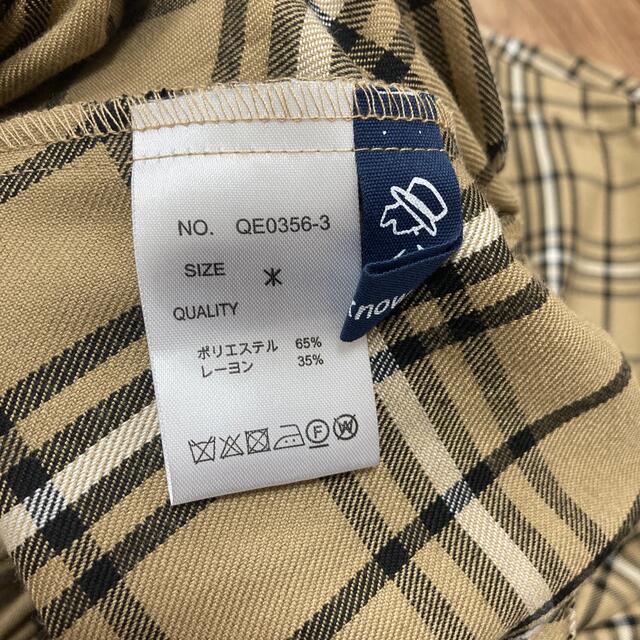 NO. QE0356-3
SIZE *
QUALITY
ポリエステル 65%
レーヨン 35%
F W